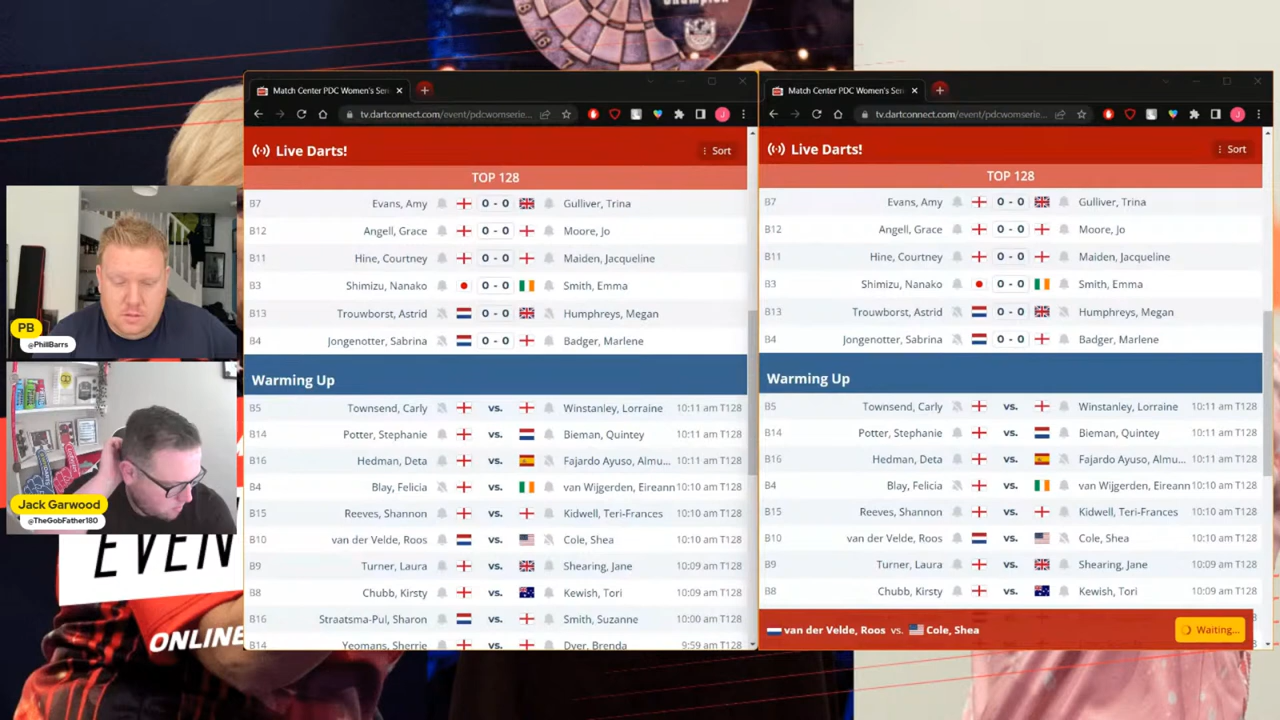 Champion
16
7
Match Center PDC Women's Seri
tv.dartconnect.com/event/pdcwomserie...
J
Live Darts!
Sort
TOP 128
B7 Evans, Amy 0 - 0 Gulliver, Trina
B12 Angell, Grace 0 - 0 Moore, Jo
B11 Hine, Courtney 0 - 0 Maiden, Jacqueline
B3 Shimizu, Nanako 0 - 0 Smith, Emma
B13 Trouwborst, Astrid 0 - 0 Humphreys, Megan
B4 Jongenotter, Sabrina 0 - 0 Badger, Marlene
Warming Up
B5 Townsend, Carly vs. Winstanley, Lorraine 10:11 am T128
B14 Potter, Stephanie vs. Bieman, Quintey 10:11 am T128
B16 Hedman, Deta vs. Fajardo Ayuso, Almu... 10:11 am T128
B4 Blay, Felicia vs. van Wijgerden, Eireann 10:10 am T128
B15 Reeves, Shannon vs. Kidwell, Teri-Frances 10:10 am T128
B10 van der Velde, Roos vs. Cole, Shea 10:10 am T128
B9 Turner, Laura vs. Shearing, Jane 10:09 am T128
B8 Chubb, Kirsty vs. Kewish, Tori 10:09 am T128
B16 Straatsma-Pul, Sharon vs. Smith, Suzanne 10:00 am T128
B14 Yeomans, Sherrie vs. Dyer, Brenda 9:59 am T128
Match Center PDC Women's Seri
tv.dartconnect.com/event/pdcwomserie...
J
Live Darts!
Sort
TOP 128
B7 Evans, Amy 0 - 0 Gulliver, Trina
B12 Angell, Grace 0 - 0 Moore, Jo
B11 Hine, Courtney 0 - 0 Maiden, Jacqueline
B3 Shimizu, Nanako 0 - 0 Smith, Emma
B13 Trouwborst, Astrid 0 - 0 Humphreys, Megan
B4 Jongenotter, Sabrina 0 - 0 Badger, Marlene
Warming Up
B5 Townsend, Carly vs. Winstanley, Lorraine 10:11 am T128
B14 Potter, Stephanie vs. Bieman, Quintey 10:11 am T128
B16 Hedman, Deta vs. Fajardo Ayuso, Almu... 10:11 am T128
B4 Blay, Felicia vs. van Wijgerden, Eireann 10:10 am T128
B15 Reeves, Shannon vs. Kidwell, Teri-Frances 10:10 am T128
B10 van der Velde, Roos vs. Cole, Shea 10:10 am T128
B9 Turner, Laura vs. Shearing, Jane 10:09 am T128
B8 Chubb, Kirsty vs. Kewish, Tori 10:09 am T128
van der Velde, Roos vs. Cole, Shea Waiting...
PB
@PhillBarrs
Jack Garwood
@TheGobFather180
EVEN
ONLINE